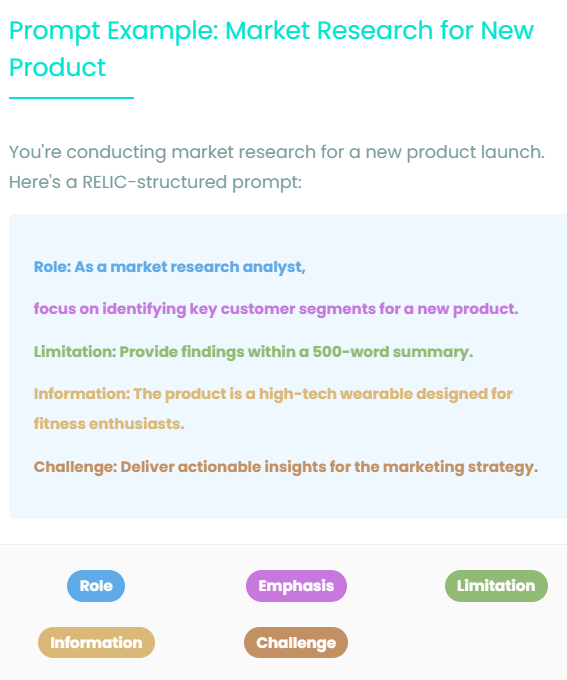 Prompt Example: Market Research for New
Product
You're conducting market research for a new product launch.
Here's a RELIC-structured prompt:
Role: As a market research analyst,
focus on identifying key customer segments for a new product.
Limitation: Provide findings within a 500-word summary.
Information: The product is a high-tech wearable designed for
fitness enthusiasts.
Challenge: Deliver actionable insights for the marketing strategy.
Role Emphasis Limitation
Information Challenge